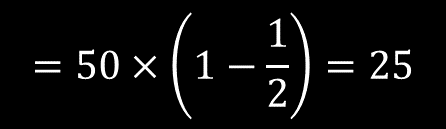 = 50 × (1 − 1/2) = 25